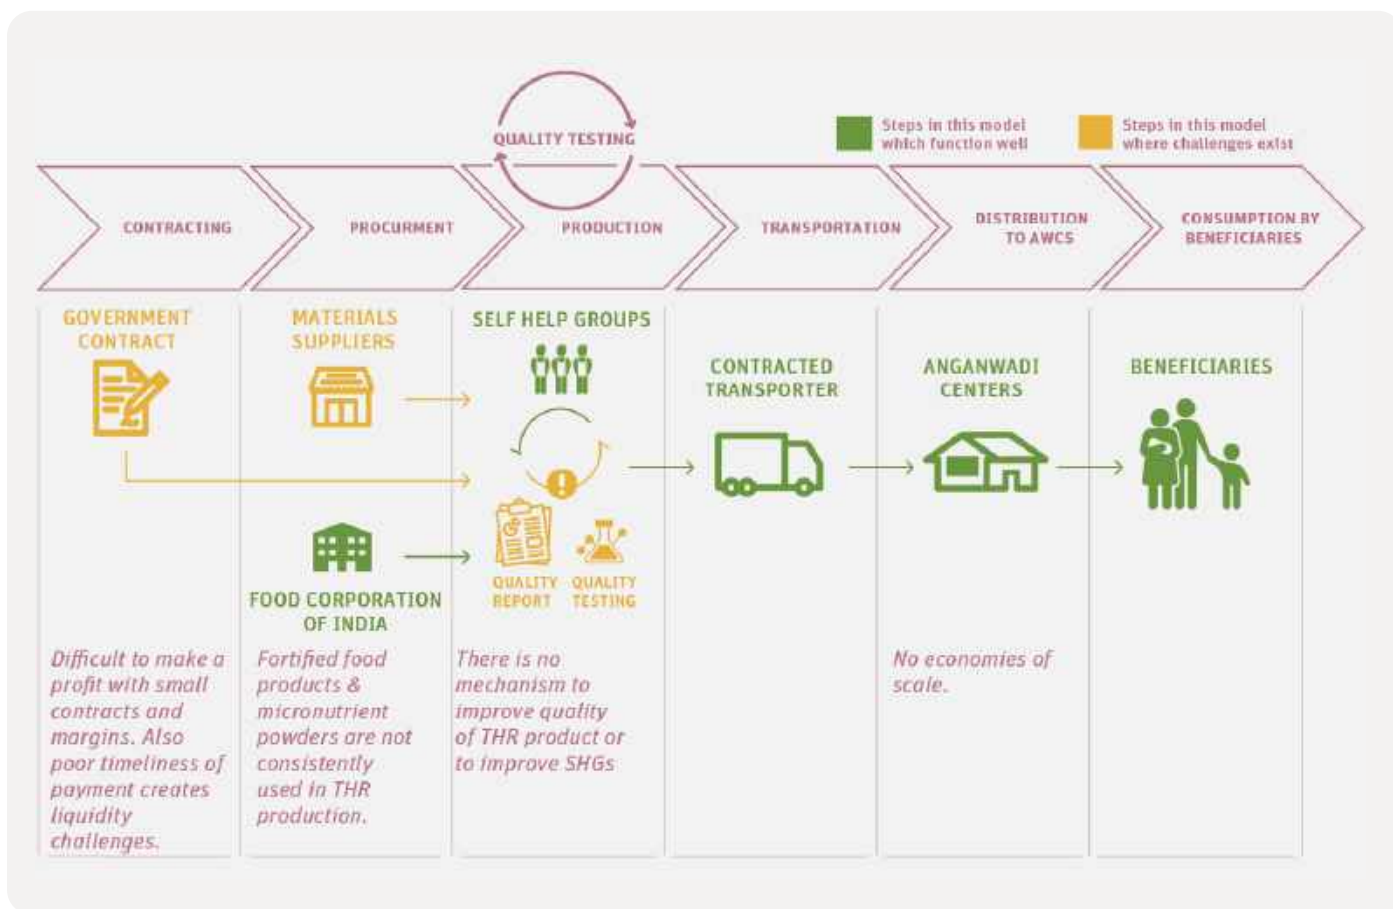 QUALITY TESTING
Steps in this model
which function well
Steps in this model
where challenges exist
CONTRACTING
PROCURMENT
PRODUCTION
TRANSPORTATION
DISTRIBUTION
TO AWCS
CONSUMPTION BY
BENEFICIARIES
GOVERNMENT
CONTRACT
MATERIALS
SUPPLIERS
SELF HELP GROUPS
CONTRACTED
TRANSPORTER
ANGANWADI
CENTERS
BENEFICIARIES
FOOD CORPORATION
OF INDIA
QUALITY
REPORT
QUALITY
TESTING
Difficult to make a
profit with small
contracts and
margins. Also
poor timeliness of
payment creates
liquidity
challenges.
Fortified food
products &
micronutrient
powders are not
consistently
used in THR
production.
There is no
mechanism to
improve quality
of THR product or
to improve SHGs
No economies of
scale.